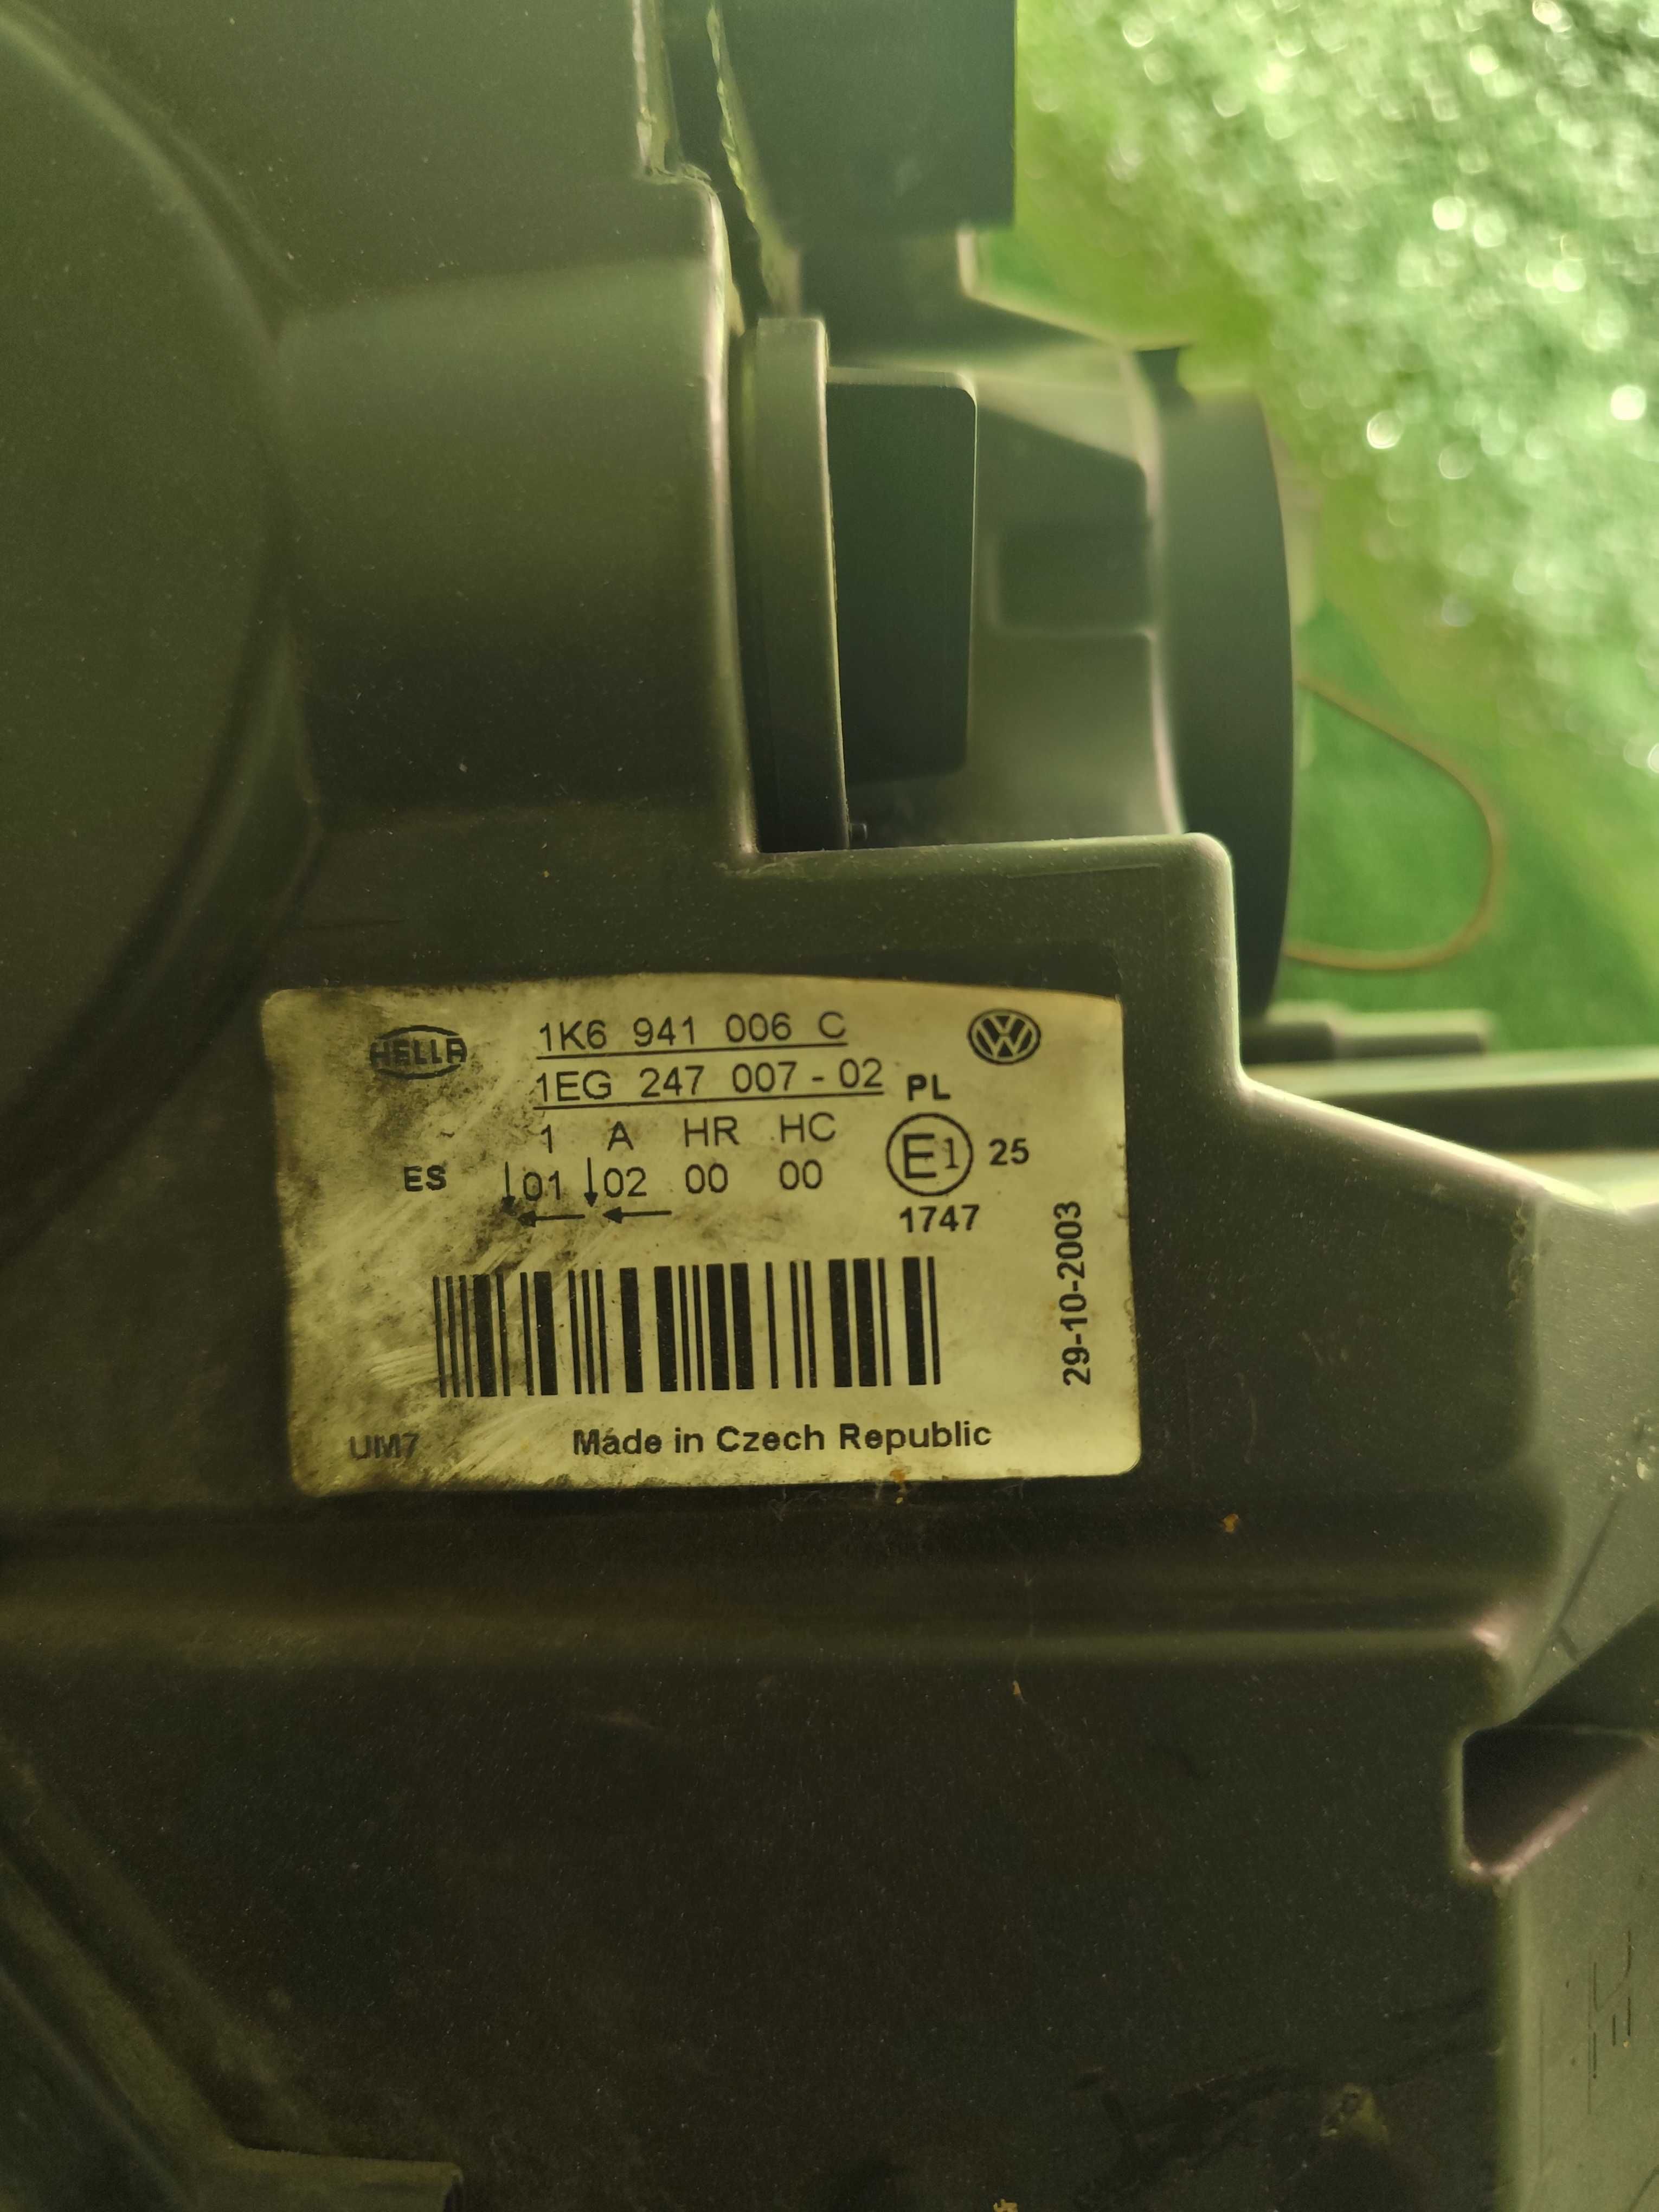 HELLA
1K6 941 006 C
1EG 247 007-02 PL
1 A HR HC
ES ↓01 ↓02 00 00 E1 25
← ←
1747
29-10-2003
UM7 Made in Czech Republic